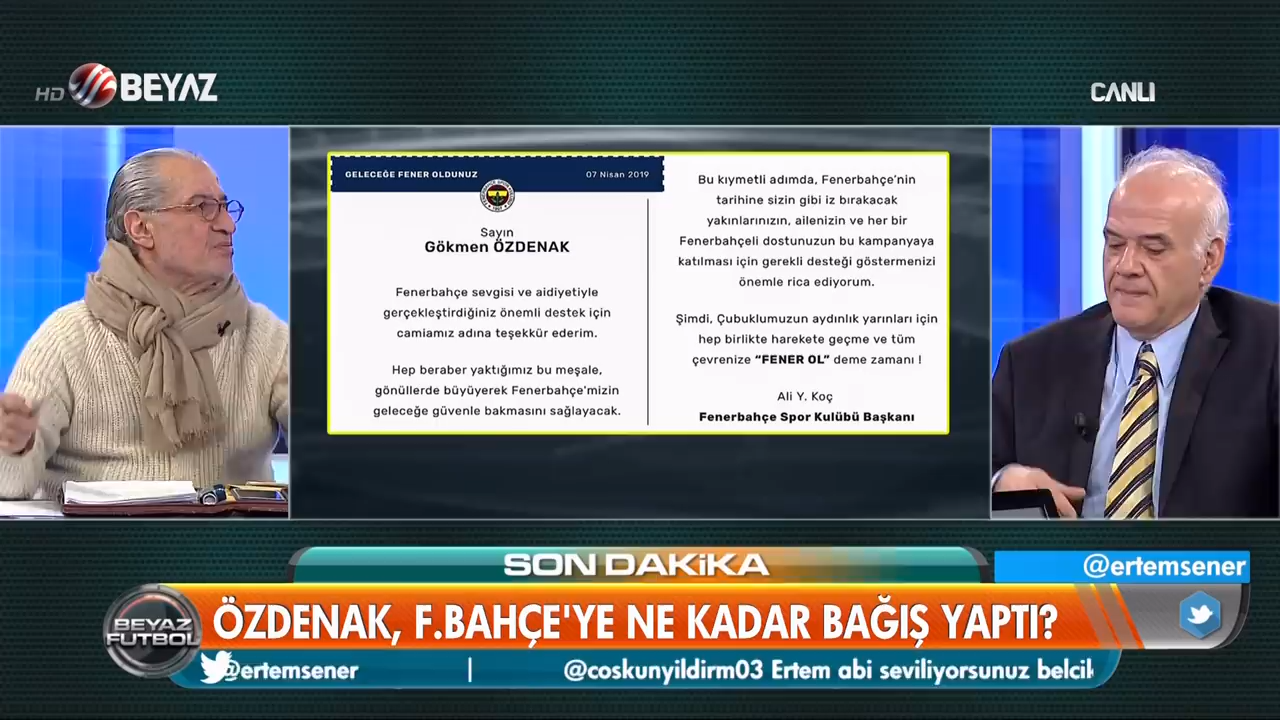 HD BEYAZ
CANLI
GELECEĞE FENER OLDUNUZ
07 Nisan 2019
Sayın
Gökmen ÖZDENAK
Fenerbahçe sevgisi ve aidiyetiyle
gerçekleştirdiğiniz önemli destek için
camiamız adına teşekkür ederim.
Hep beraber yaktığımız bu meşale,
gönüllerde büyüyerek Fenerbahçe'mizin
geleceğe güvenle bakmasını sağlayacak.
Bu kıymetli adımda, Fenerbahçe'nin
tarihine sizin gibi iz bırakacak
yakınlarınızın, ailenizin ve her bir
Fenerbahçeli dostunuzun bu kampanyaya
katılması için gerekli desteği göstermenizi
önemle rica ediyorum.
Şimdi, Çubuklumuzun aydınlık yarınları için
hep birlikte harekete geçme ve tüm
çevrenize “FENER OL” deme zamanı !
Ali Y. Koç
Fenerbahçe Spor Kulübü Başkanı
SON DAKİKA
@ertemsener
BEYAZ
FUTBOL
ÖZDENAK, F.BAHÇE'YE NE KADAR BAĞIŞ YAPTI?
@ertemsener | @coskunyildirm03 Ertem abi seviliyorsunuz belcik